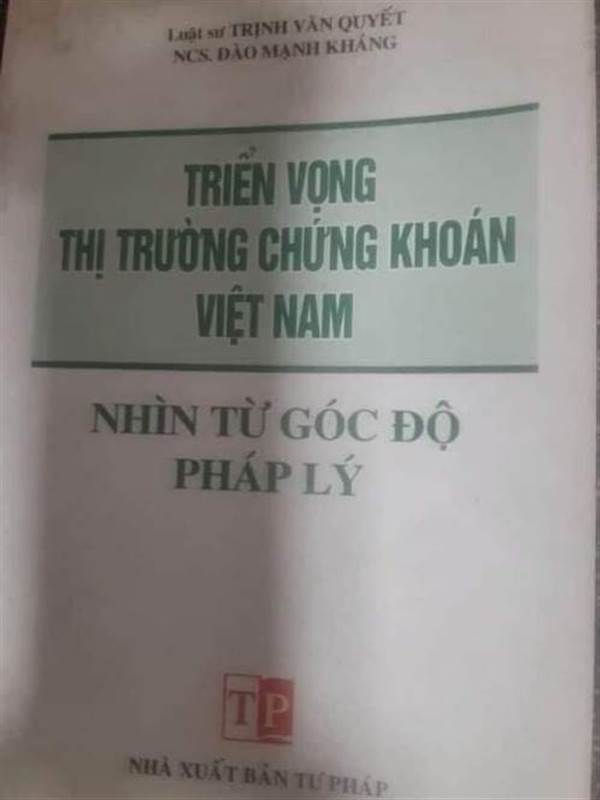 Luật sư TRỊNH VĂN QUYẾT
NCS. ĐÀO MẠNH KHÁNG
TRIỂN VỌNG
THỊ TRƯỜNG CHỨNG KHOÁN
VIỆT NAM
NHÌN TỪ GÓC ĐỘ
PHÁP LÝ
TP
NHÀ XUẤT BẢN TƯ PHÁP